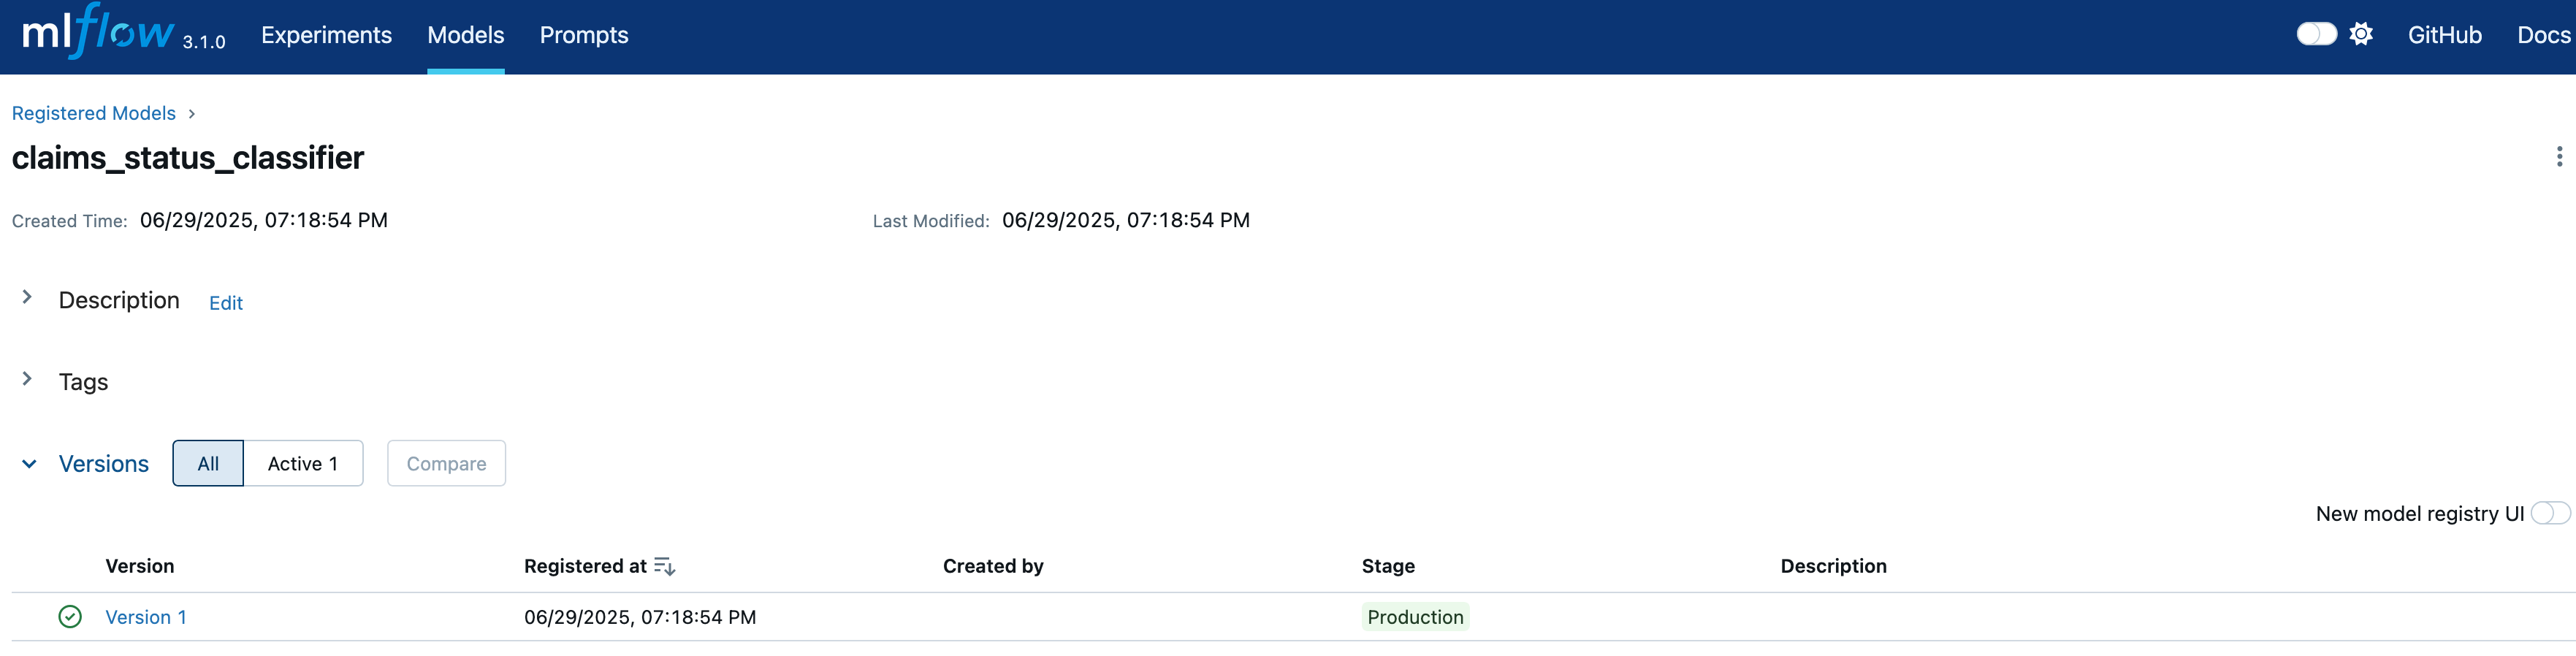 mlflow 3.1.0 Experiments Models Prompts GitHub Docs
Registered Models >
claims_status_classifier
Created Time: 06/29/2025, 07:18:54 PM Last Modified: 06/29/2025, 07:18:54 PM
Description Edit
Tags
Versions All Active 1 Compare
New model registry UI
Version Registered at Created by Stage Description
Version 1 06/29/2025, 07:18:54 PM Production